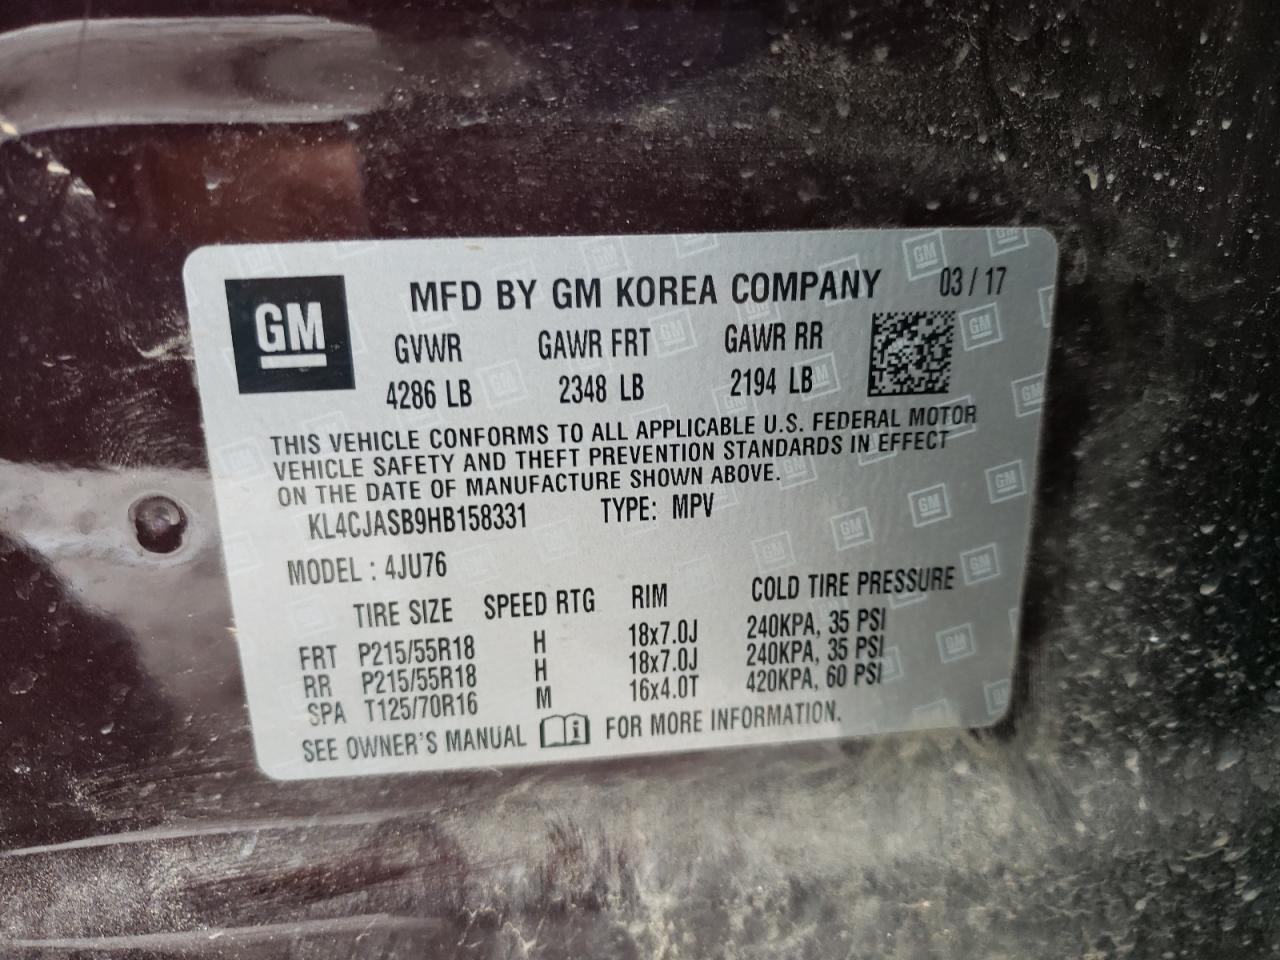 GM
MFD BY GM KOREA COMPANY 03 / 17
GVWR GAWR FRT GAWR RR
4286 LB 2348 LB 2194 LB
THIS VEHICLE CONFORMS TO ALL APPLICABLE U.S. FEDERAL MOTOR
VEHICLE SAFETY AND THEFT PREVENTION STANDARDS IN EFFECT
ON THE DATE OF MANUFACTURE SHOWN ABOVE.
KL4CJASB9HB158331 TYPE: MPV
MODEL : 4JU76
TIRE SIZE SPEED RTG RIM COLD TIRE PRESSURE
FRT P215/55R18 H 18x7.0J 240KPA, 35 PSI
RR P215/55R18 H 18x7.0J 240KPA, 35 PSI
SPA T125/70R16 M 16x4.0T 420KPA, 60 PSI
SEE OWNER'S MANUAL FOR MORE INFORMATION.